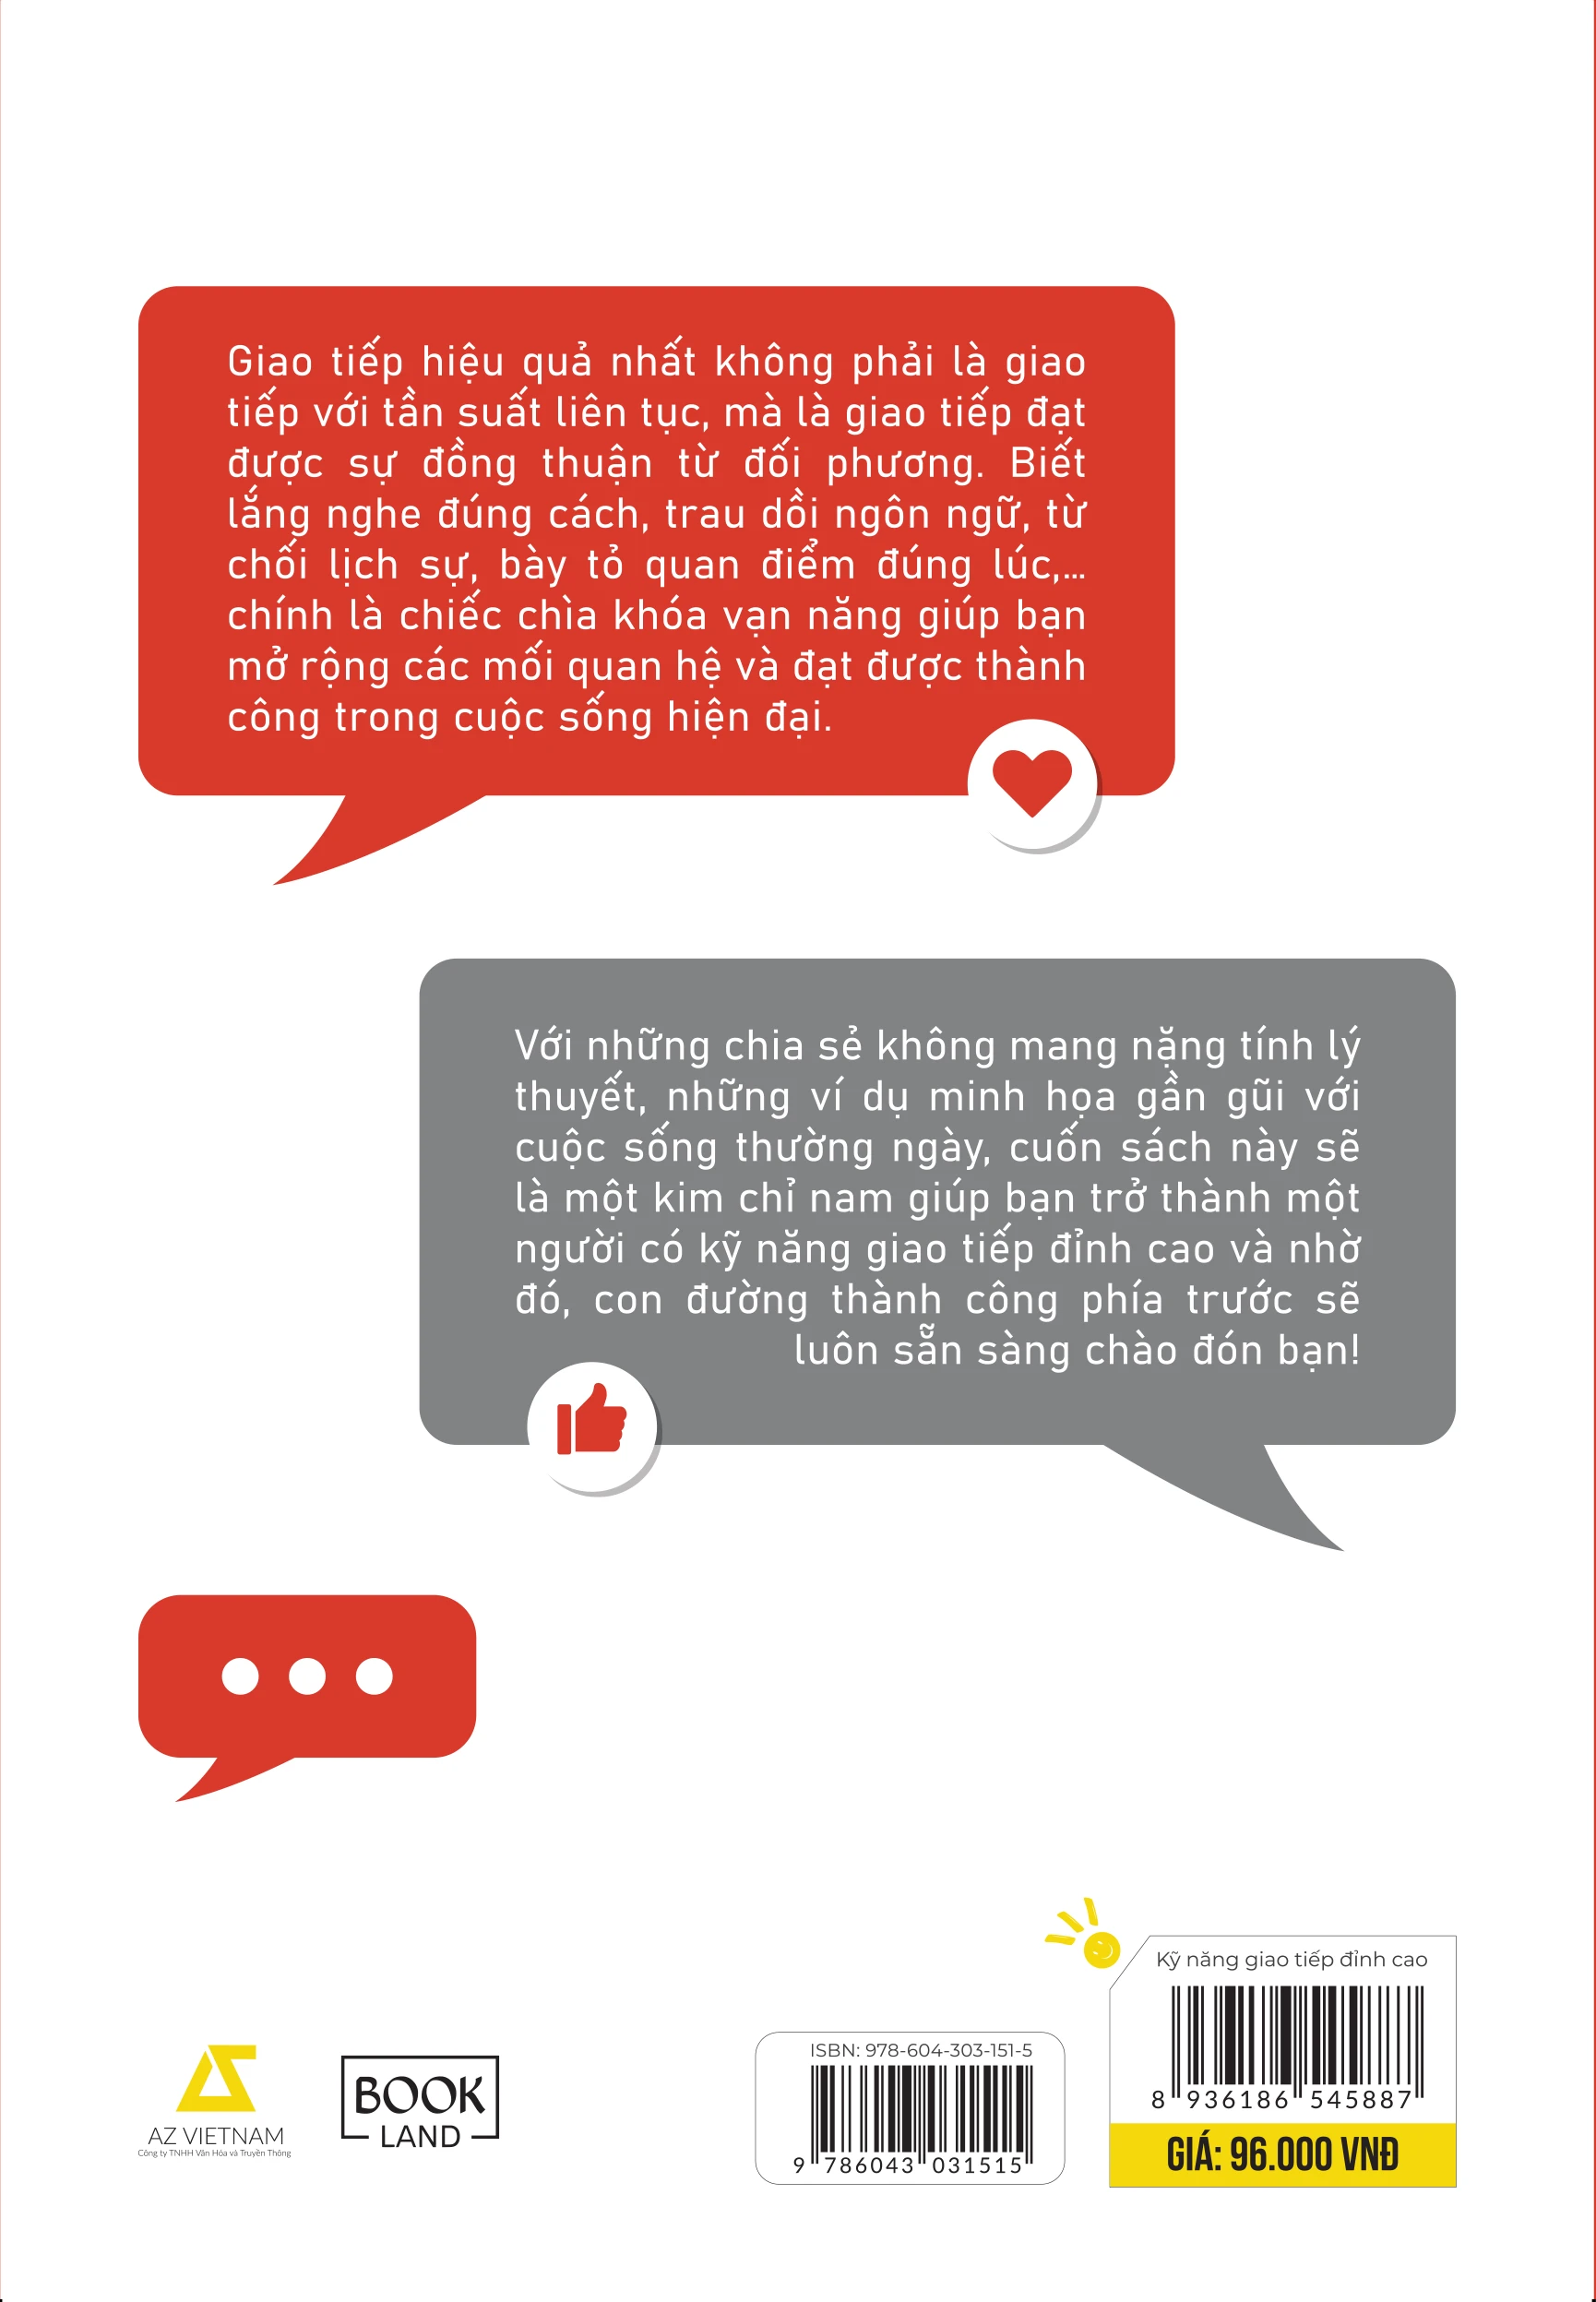 Giao tiếp hiệu quả nhất không phải là giao
tiếp với tần suất liên tục, mà là giao tiếp đạt
được sự đồng thuận từ đối phương. Biết
lắng nghe đúng cách, trau dồi ngôn ngữ, từ
chối lịch sự, bày tỏ quan điểm đúng lúc,...
chính là chiếc chìa khóa vạn năng giúp bạn
mở rộng các mối quan hệ và đạt được thành
công trong cuộc sống hiện đại.
Với những chia sẻ không mang nặng tính lý
thuyết, những ví dụ minh họa gần gũi với
cuộc sống thường ngày, cuốn sách này sẽ
là một kim chỉ nam giúp bạn trở thành một
người có kỹ năng giao tiếp đỉnh cao và nhờ
đó, con đường thành công phía trước sẽ
luôn sẵn sàng chào đón bạn!
AZ VIETNAM
Công ty TNHH Văn Hóa và Truyền Thông
BOOK
LAND
ISBN: 978-604-303-151-5
9 786043 031515
Kỹ năng giao tiếp đỉnh cao
8 936186 545887
GIÁ: 96.000 VNĐ